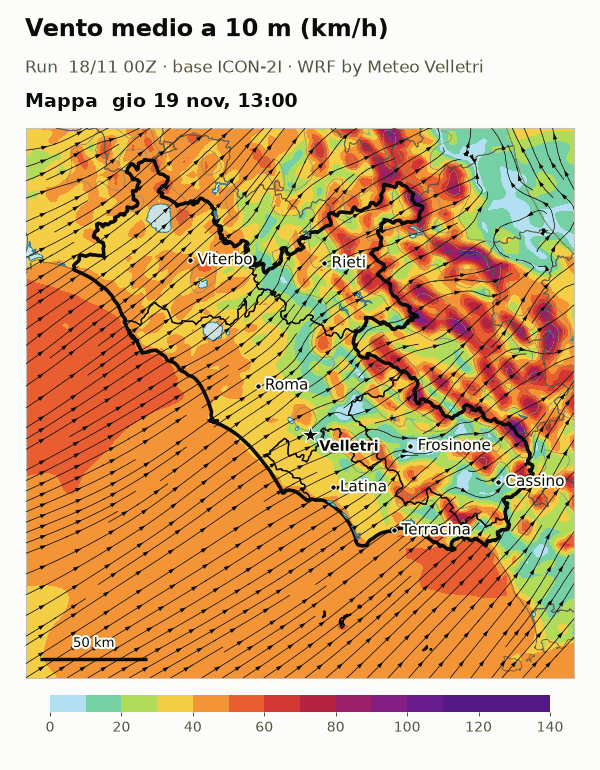 Vento medio a 10 m (km/h)
Run  18/11 00Z · base ICON-2I · WRF by Meteo Velletri
Mappa  gio 19 nov, 13:00
Viterbo
Rieti
Roma
Velletri
Frosinone
Latina
Cassino
Terracina
50 km
0 20 40 60 80 100 120 140